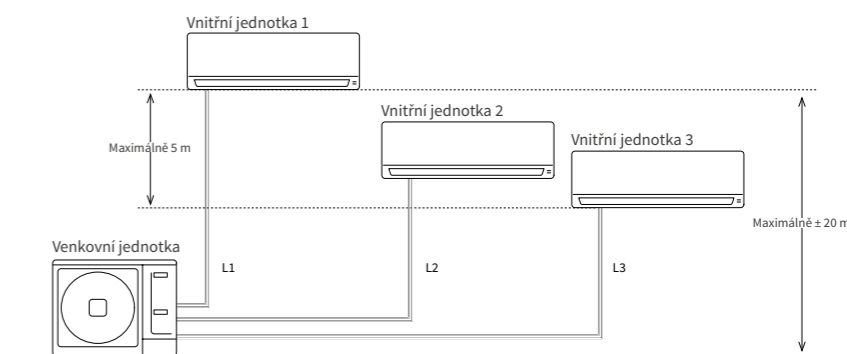 Vnitřní jednotka 1
Vnitřní jednotka 2
Vnitřní jednotka 3
Maximálně 5 m
Maximálně ± 20 m
Venkovní jednotka
L1
L2
L3